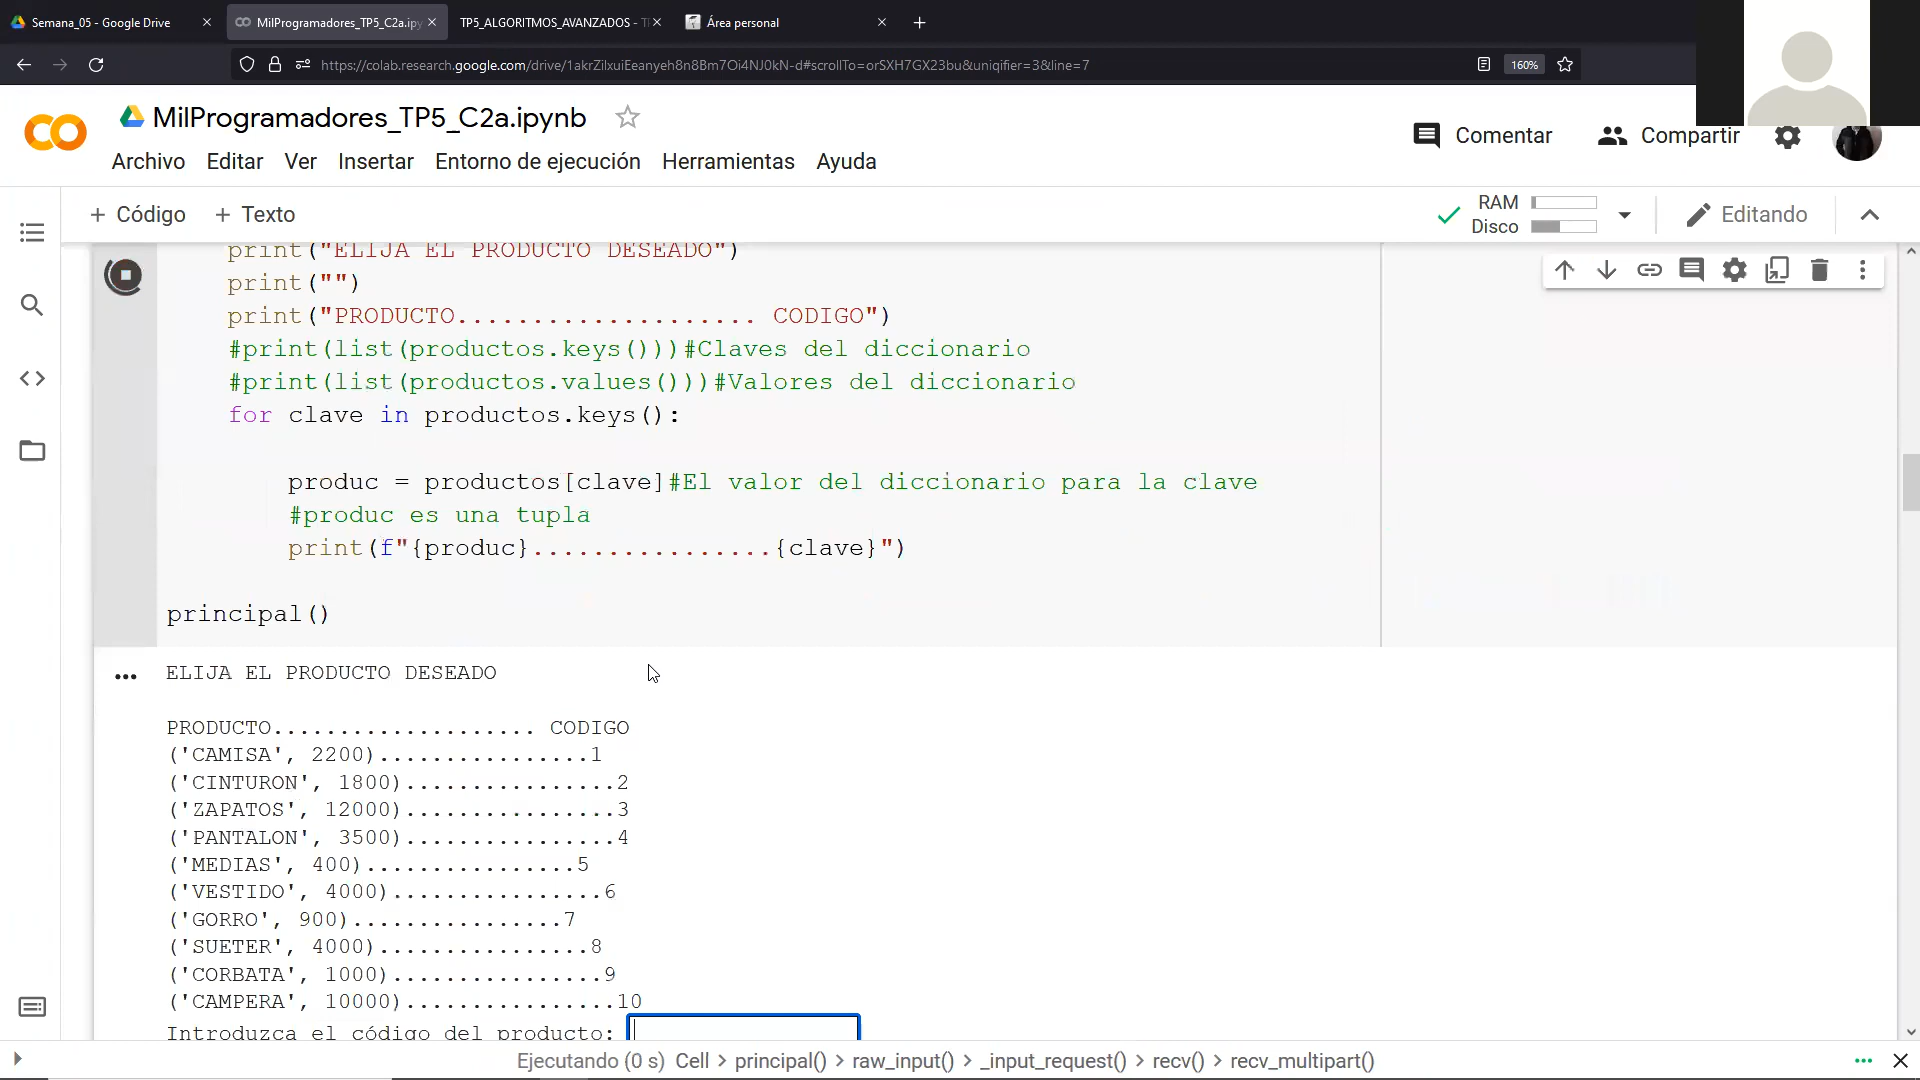 Semana_05 - Google Drive
MilProgramadores_TP5_C2a.ipy
TP5_ALGORITMOS_AVANZADOS - T
Área personal
https://colab.research.google.com/drive/1akrZilxuiEeanyeh8n8Bm7Oi4NJ0kN-d#scrollTo=orSXH7GX23bu&uniqifier=3&line=7
160%
MilProgramadores_TP5_C2a.ipynb
Comentar
Compartir
Archivo Editar Ver Insertar Entorno de ejecución Herramientas Ayuda
+ Código + Texto
RAM
Disco
Editando
print("ELIJA EL PRODUCTO DESEADO")
print("")
print("PRODUCTO.................... CODIGO")
#print(list(productos.keys()))#Claves del diccionario
#print(list(productos.values()))#Valores del diccionario
for clave in productos.keys():
produc = productos[clave]#El valor del diccionario para la clave
#produc es una tupla
print(f"{produc}................{clave}")
principal()
ELIJA EL PRODUCTO DESEADO
PRODUCTO.................... CODIGO
('CAMISA', 2200)................1
('CINTURON', 1800)................2
('ZAPATOS', 12000)................3
('PANTALON', 3500)................4
('MEDIAS', 400)................5
('VESTIDO', 4000)................6
('GORRO', 900)................7
('SUETER', 4000)................8
('CORBATA', 1000)................9
('CAMPERA', 10000)................10
Introduzca el código del producto:
Ejecutando (0 s) Cell > principal() > raw_input() > _input_request() > recv() > recv_multipart()